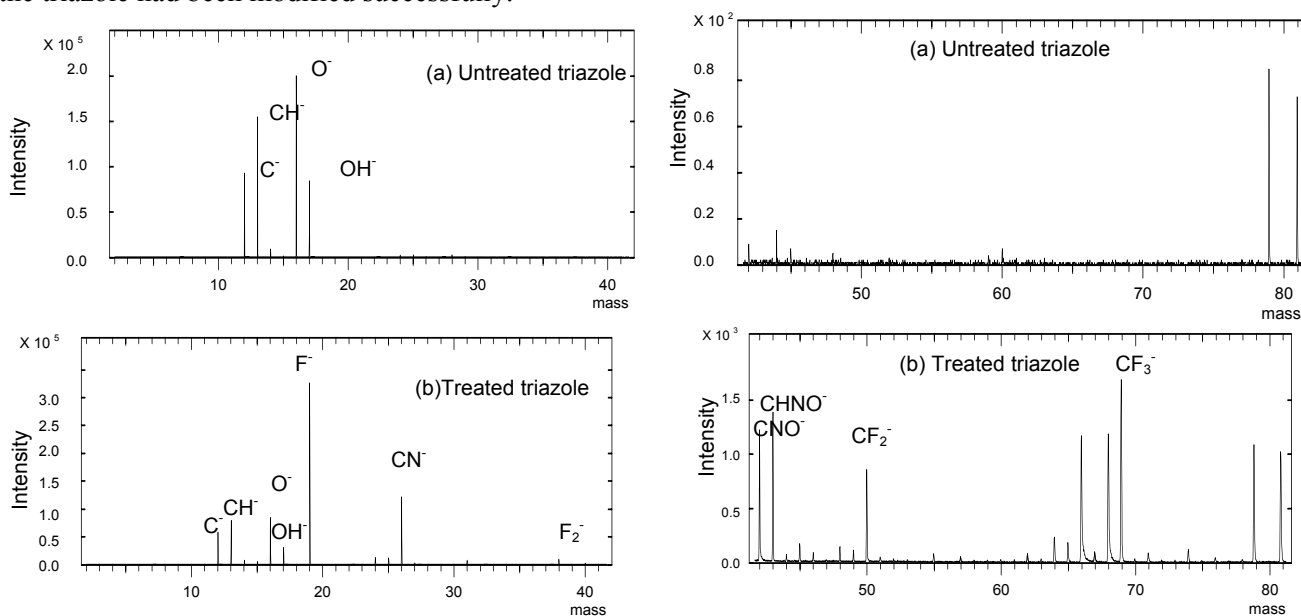 the triazole had been modified successfully.
X 10 5
(a) Untreated triazole
O-
CH-
C-
OH-
2.0
1.5
1.0
0.5
0.0
Intensity
10 20 30 40
mass
X 10 2
(a) Untreated triazole
0.8
0.6
0.4
0.2
0.0
Intensity
50 60 70 80
mass
X 10 5
(b)Treated triazole
F-
CN-
O-
CH-
C-
OH-
F2-
3.0
2.5
2.0
1.5
1.0
0.5
0.0
Intensity
10 20 30 40
mass
X 10 3
(b) Treated triazole
CF3-
CHNO-
CNO-
CF2-
1.5
1.0
0.5
0.0
Intensity
50 60 70 80
mass